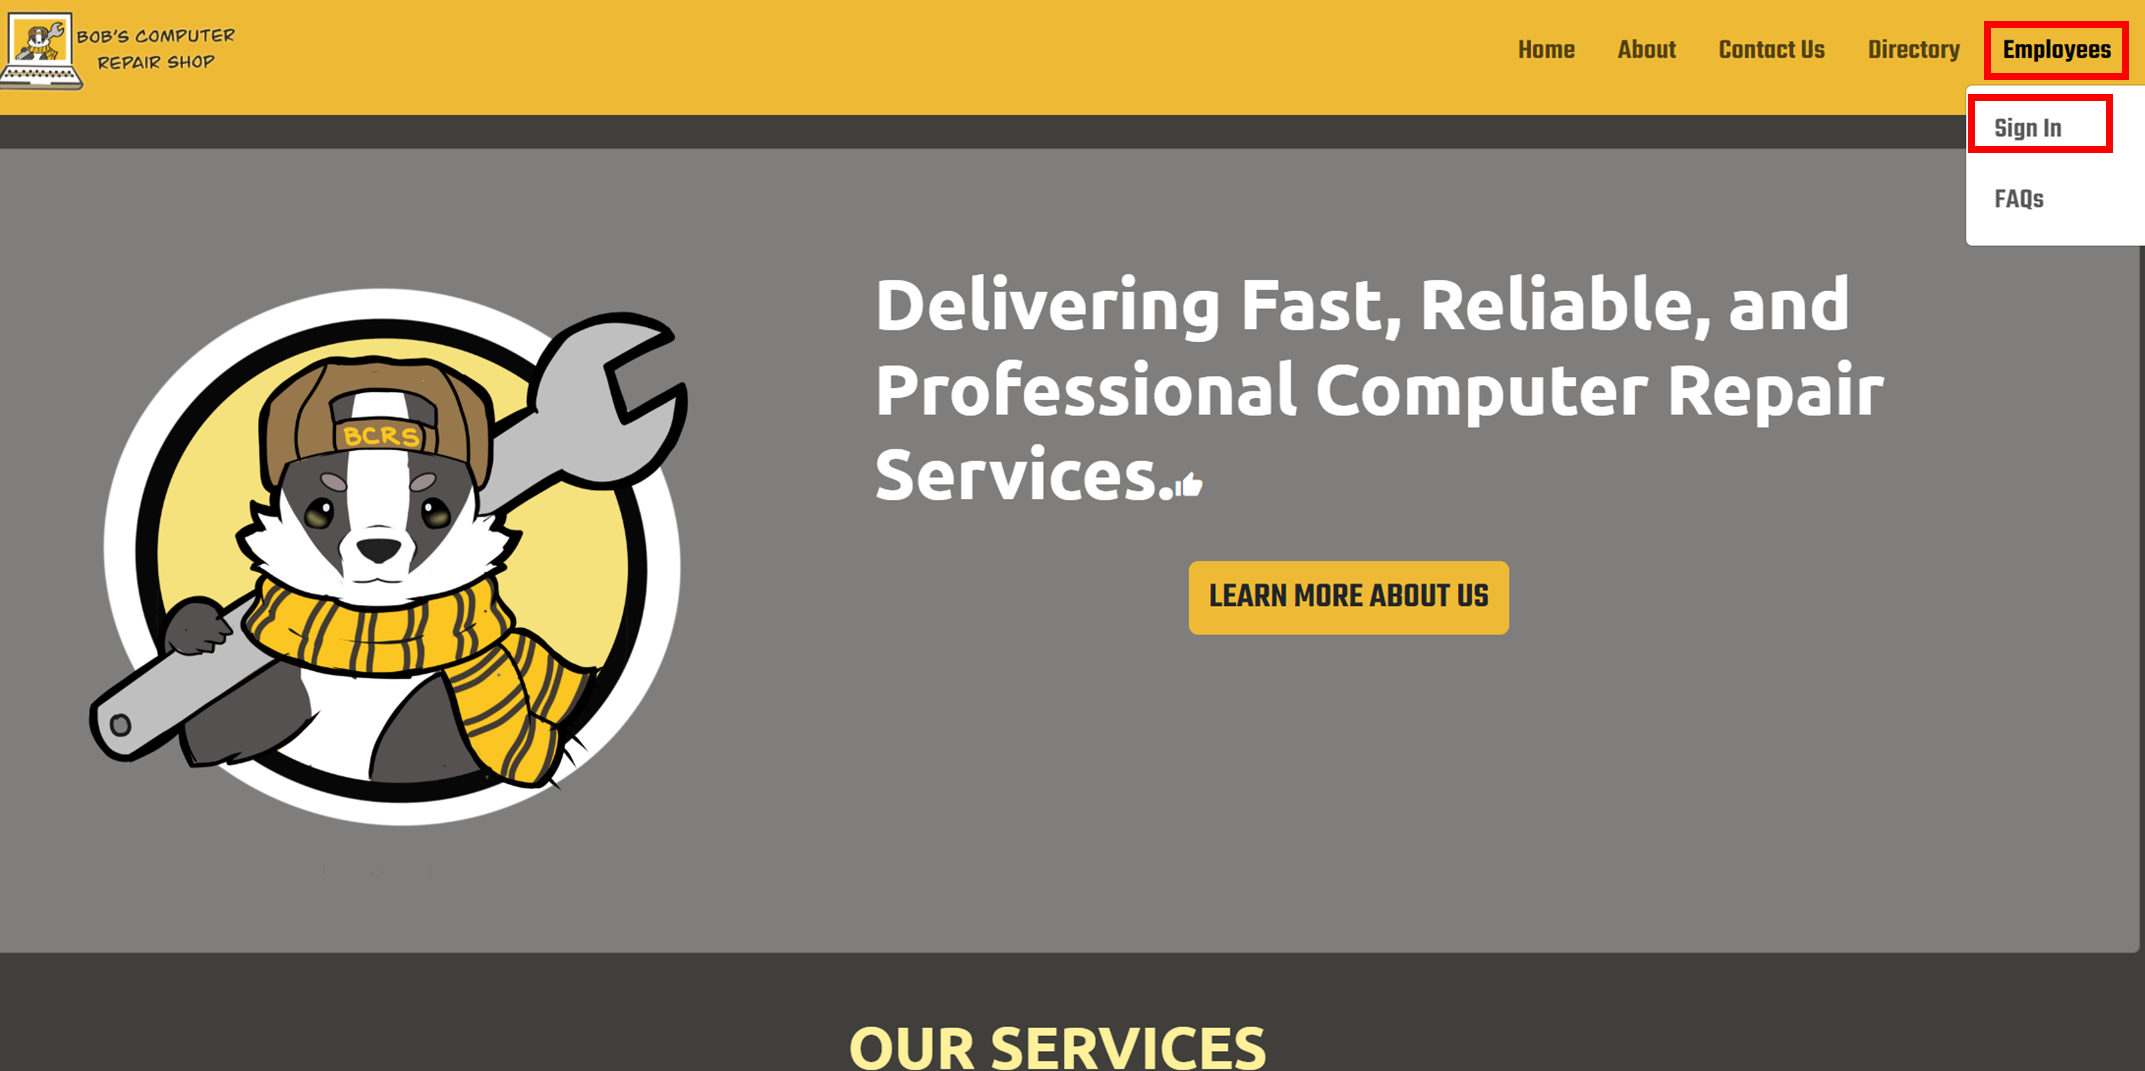 BOB'S COMPUTER
REPAIR SHOP
Home About Contact Us Directory Employees
Sign In
FAQs
Delivering Fast, Reliable, and
Professional Computer Repair
Services.
BCRS
LEARN MORE ABOUT US
OUR SERVICES